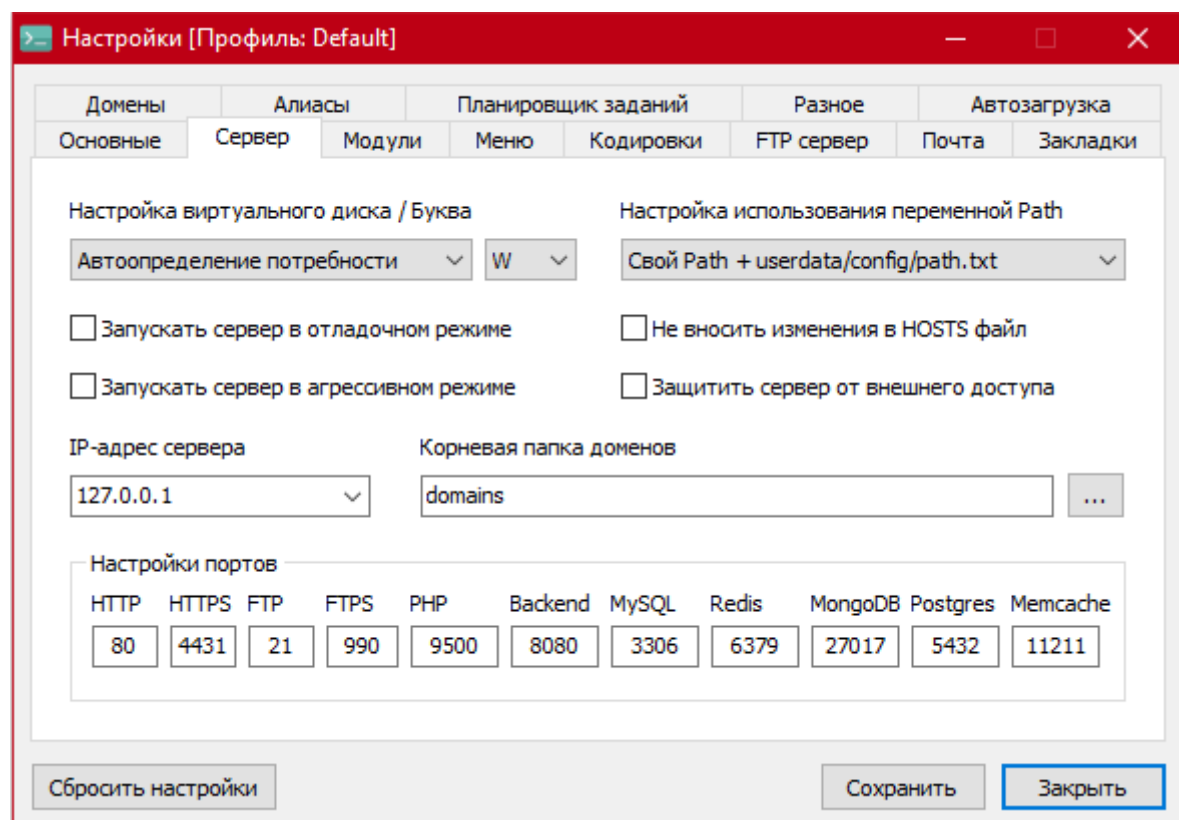 Настройки [Профиль: Default]
Домены Алиасы Планировщик заданий Разное Автозагрузка
Основные Сервер Модули Меню Кодировки FTP сервер Почта Закладки
Настройка виртуального диска / Буква Настройка использования переменной Path
Автоопределение потребности W Свой Path + userdata/config/path.txt
Запускать сервер в отладочном режиме Не вносить изменения в HOSTS файл
Запускать сервер в агрессивном режиме Защитить сервер от внешнего доступа
IP-адрес сервера Корневая папка доменов
127.0.0.1 domains ...
Настройки портов
HTTP HTTPS FTP FTPS PHP Backend MySQL Redis MongoDB Postgres Memcache
80 4431 21 990 9500 8080 3306 6379 27017 5432 11211
Сбросить настройки Сохранить Закрыть